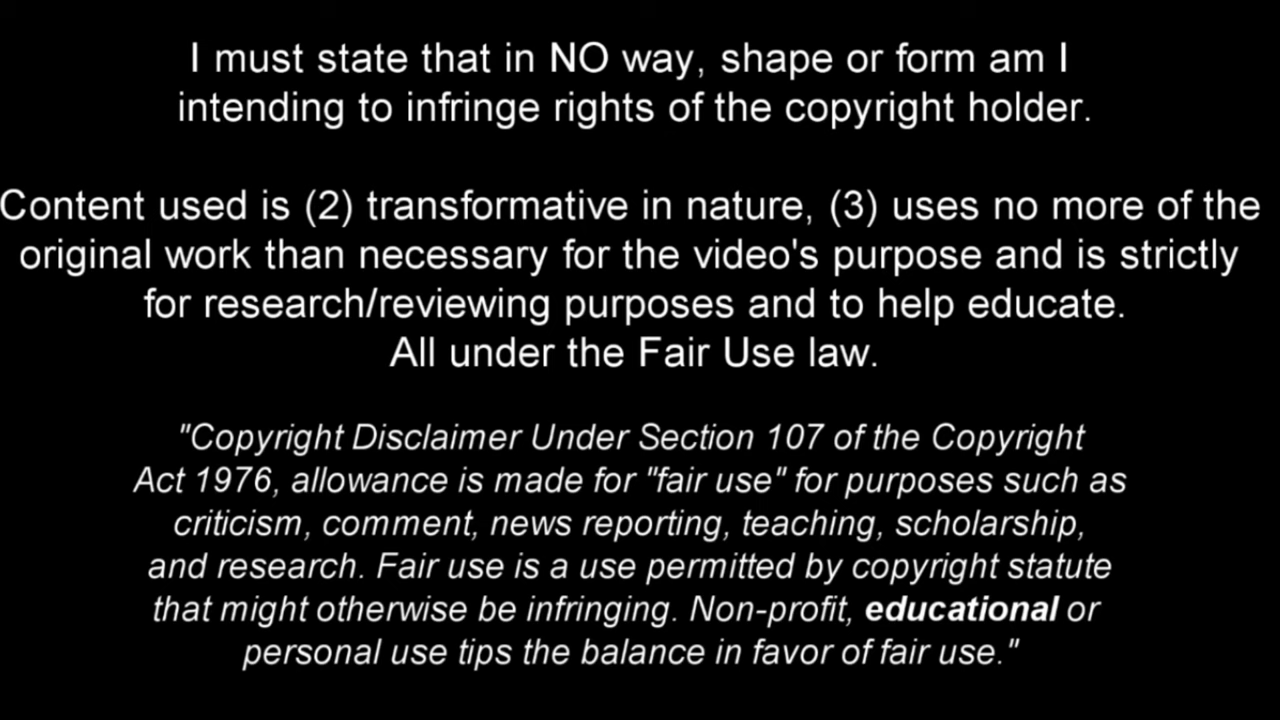 I must state that in NO way, shape or form am I
intending to infringe rights of the copyright holder.
Content used is (2) transformative in nature, (3) uses no more of the
original work than necessary for the video's purpose and is strictly
for research/reviewing purposes and to help educate.
All under the Fair Use law.
"Copyright Disclaimer Under Section 107 of the Copyright
Act 1976, allowance is made for "fair use" for purposes such as
criticism, comment, news reporting, teaching, scholarship,
and research. Fair use is a use permitted by copyright statute
that might otherwise be infringing. Non-profit, educational or
personal use tips the balance in favor of fair use."